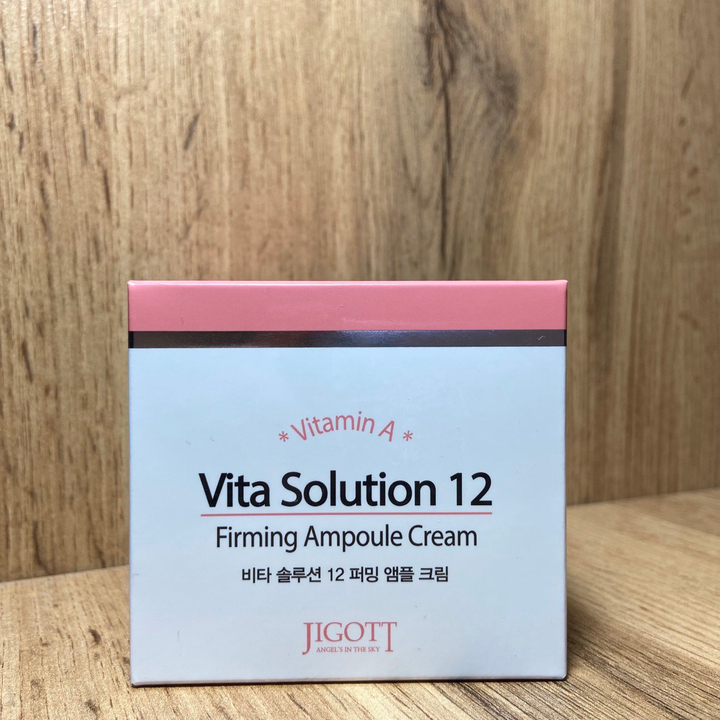 * Vitamin A *
Vita Solution 12
Firming Ampoule Cream
비타 솔루션 12 퍼밍 앰플 크림
JIGOTT
ANGEL'S IN THE SKY